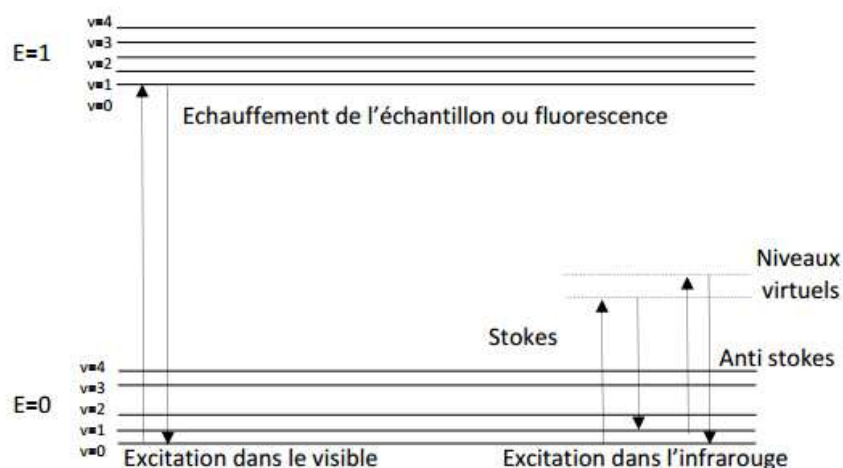 v=4
v=3
E=1
v=2
v=1
v=0
Echauffement de l'échantillon ou fluorescence
Niveaux
virtuels
Stokes
Anti stokes
v=4
v=3
E=0
v=2
v=1
v=0
Excitation dans le visible
Excitation dans l'infrarouge